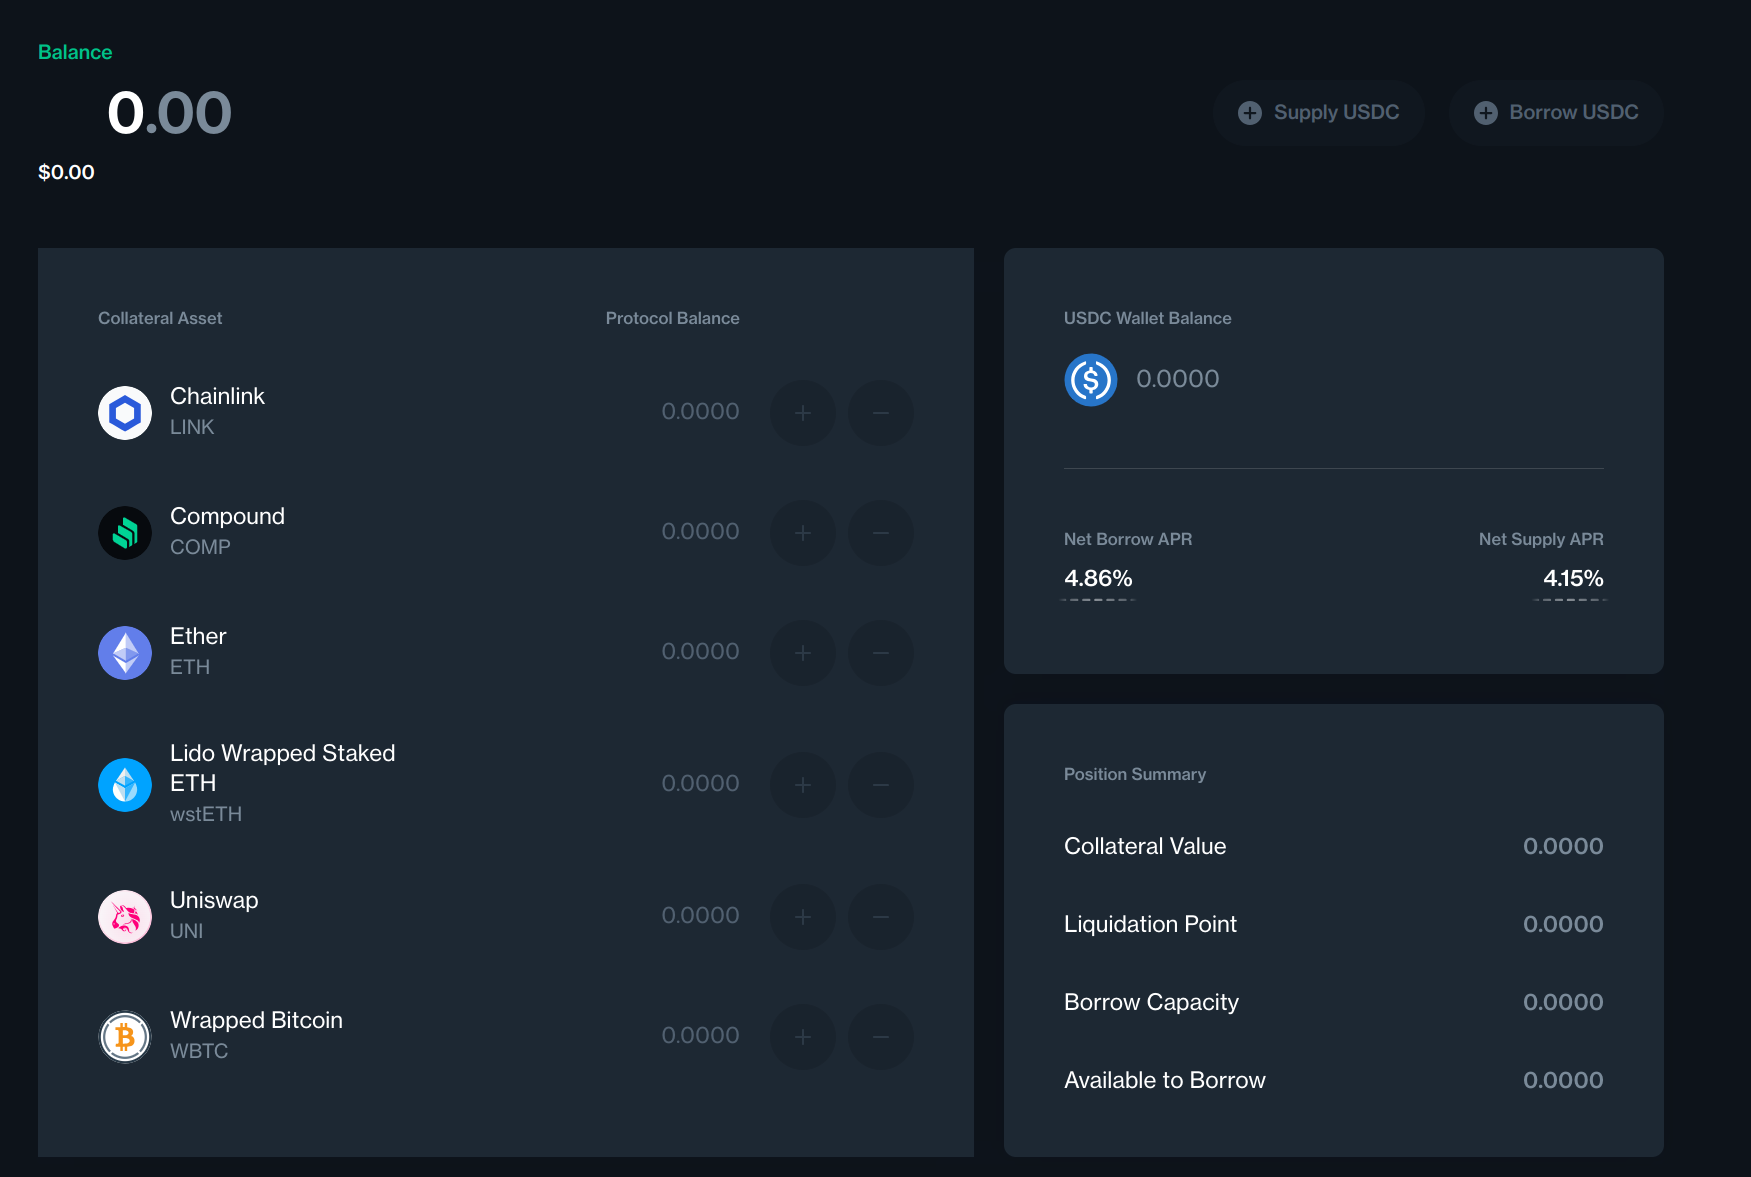 Balance
0.00
Supply USDC
Borrow USDC
$0.00
Collateral Asset
Protocol Balance
Chainlink
LINK
0.0000
Compound
COMP
0.0000
Ether
ETH
0.0000
Lido Wrapped Staked
ETH
wstETH
0.0000
Uniswap
UNI
0.0000
Wrapped Bitcoin
WBTC
0.0000
USDC Wallet Balance
0.0000
Net Borrow APR
Net Supply APR
4.86%
4.15%
Position Summary
Collateral Value
0.0000
Liquidation Point
0.0000
Borrow Capacity
0.0000
Available to Borrow
0.0000